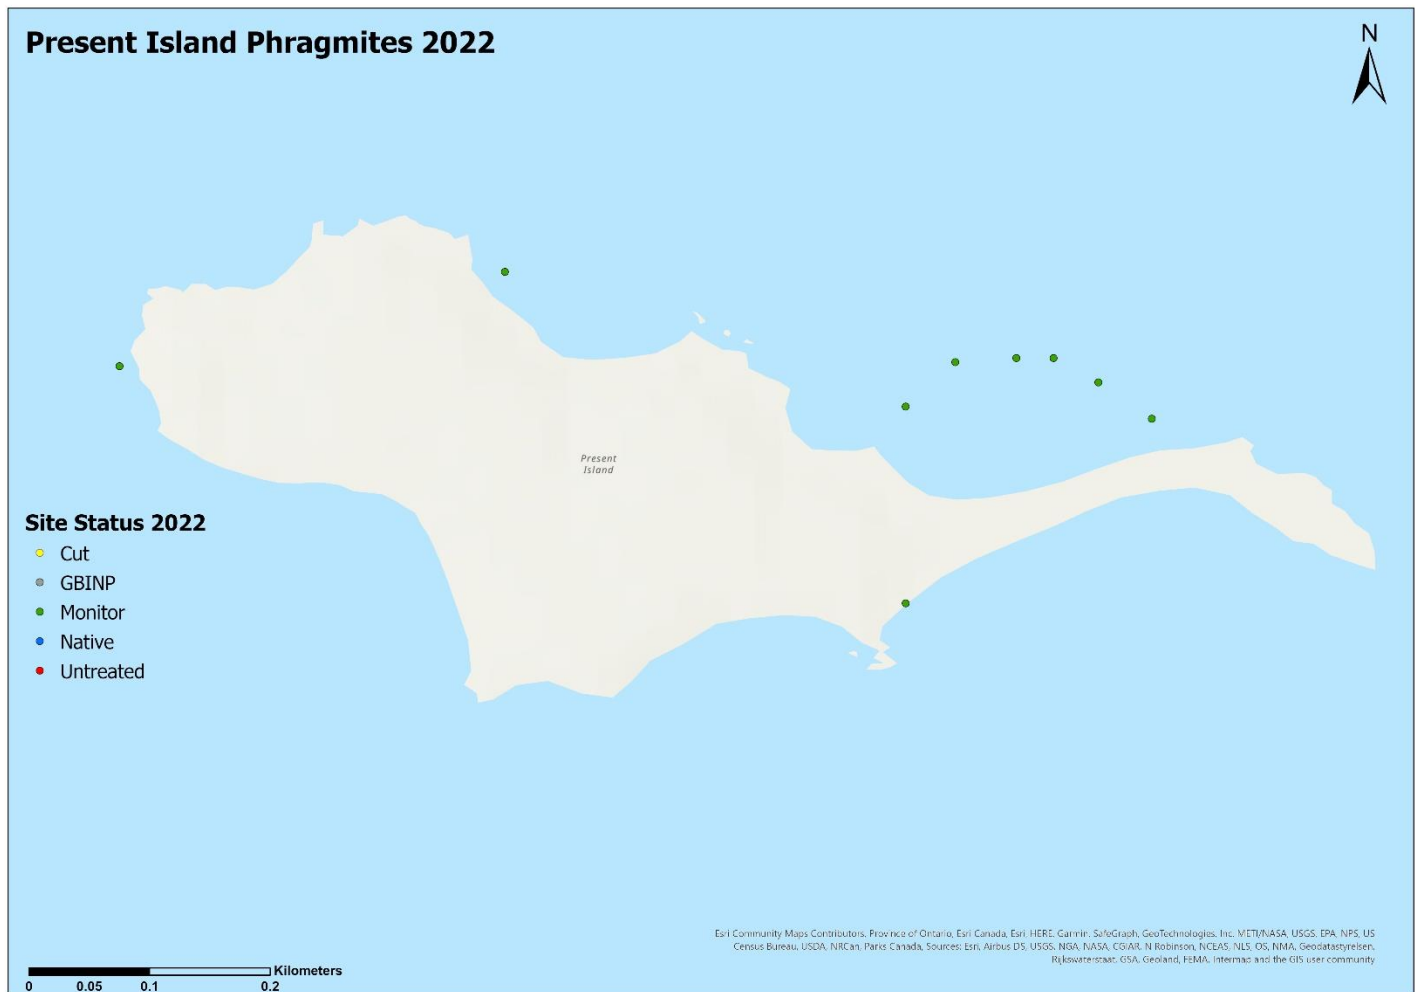 Present Island Phragmites 2022
N
Present
Island
Site Status 2022
Cut
GBINP
Monitor
Native
Untreated
Esri Community Maps Contributors, Province of Ontario, Esri Canada, Esri, HERE, Garmin, SafeGraph, GeoTechnologies, Inc, METI/NASA, USGS, EPA, NPS, US
Census Bureau, USDA, NRCan, Parks Canada, Sources: Esri, Airbus DS, USGS, NGA, NASA, CGIAR, N Robinson, NCEAS, NLS, OS, NMA, Geodatastyrelsen,
Rijkswaterstaat, GSA, Geoland, FEMA, Intermap and the GIS user community
Kilometers
0 0.05 0.1 0.2